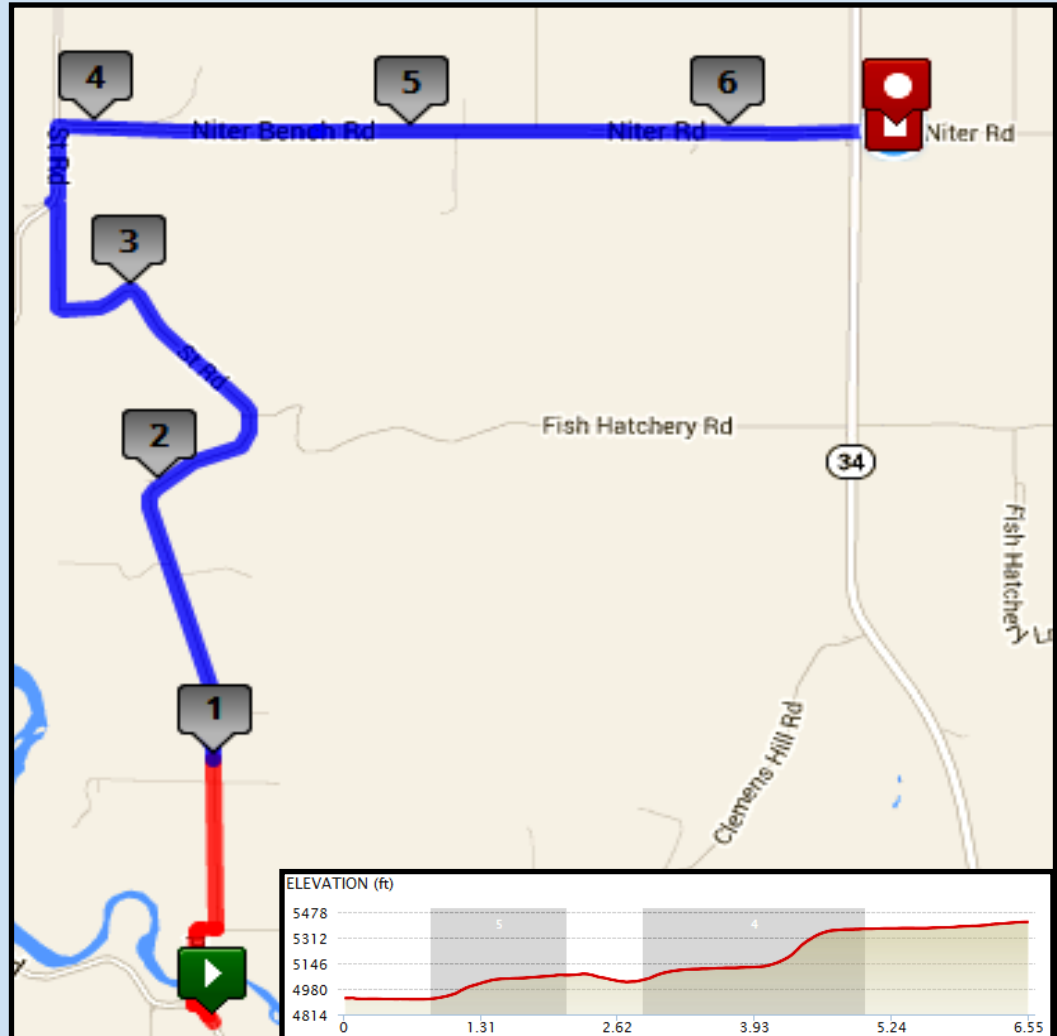 4
5
6
Niter Bench Rd
Niter Rd
Niter Rd
St Rd
3
St Rd
2
Fish Hatchery Rd
34
Fish Hatchery
1
Clemens Hill Rd
ELEVATION (ft)
5478
5312
5146
4980
4814
5
4
0
1.31
2.62
3.93
5.24
6.55